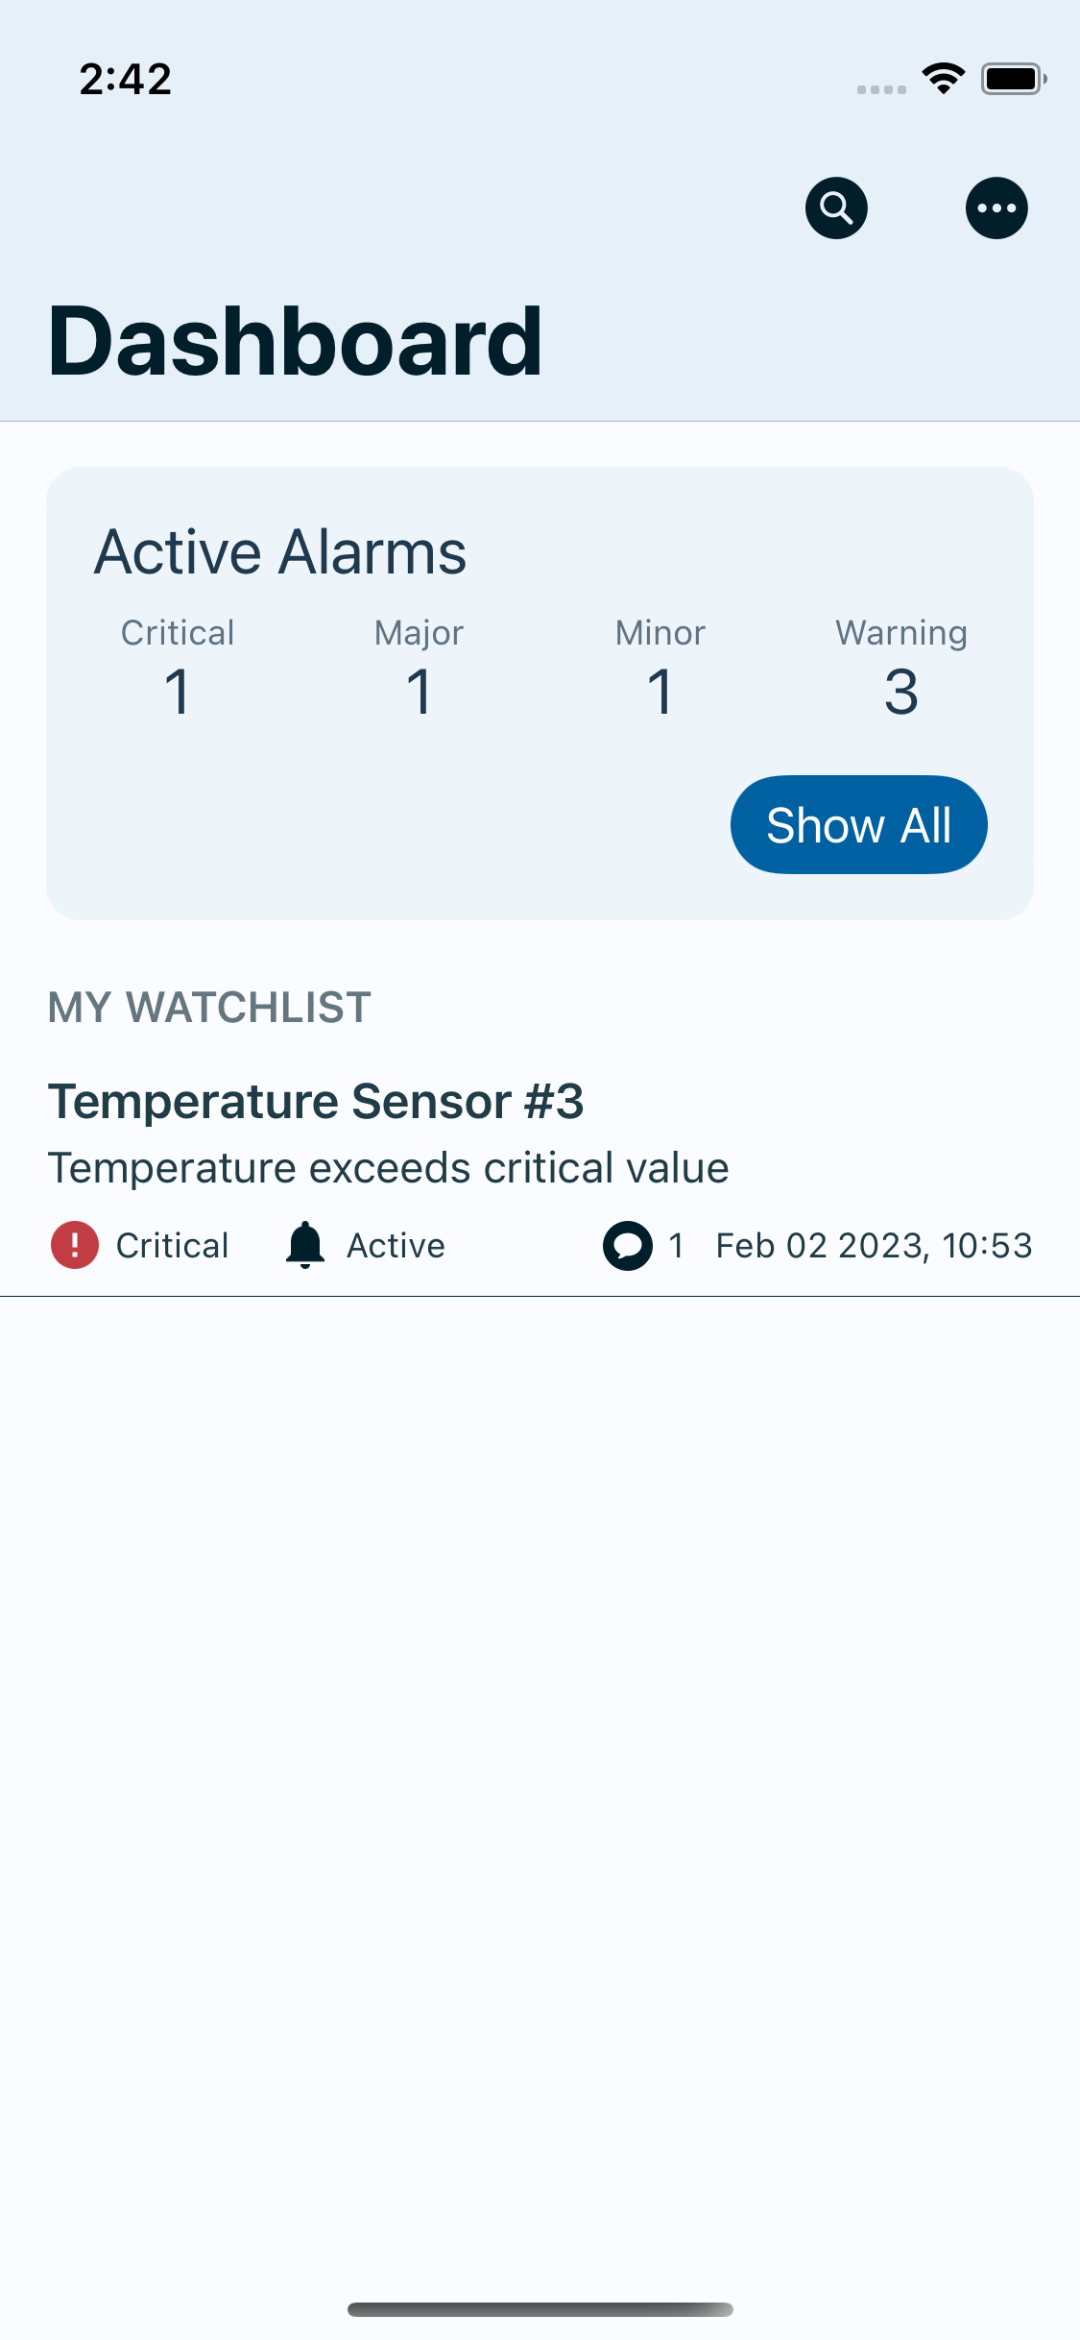 2:42
Dashboard
Active Alarms
Critical Major Minor Warning
1 1 1 3
Show All
MY WATCHLIST
Temperature Sensor #3
Temperature exceeds critical value
Critical Active 1 Feb 02 2023, 10:53